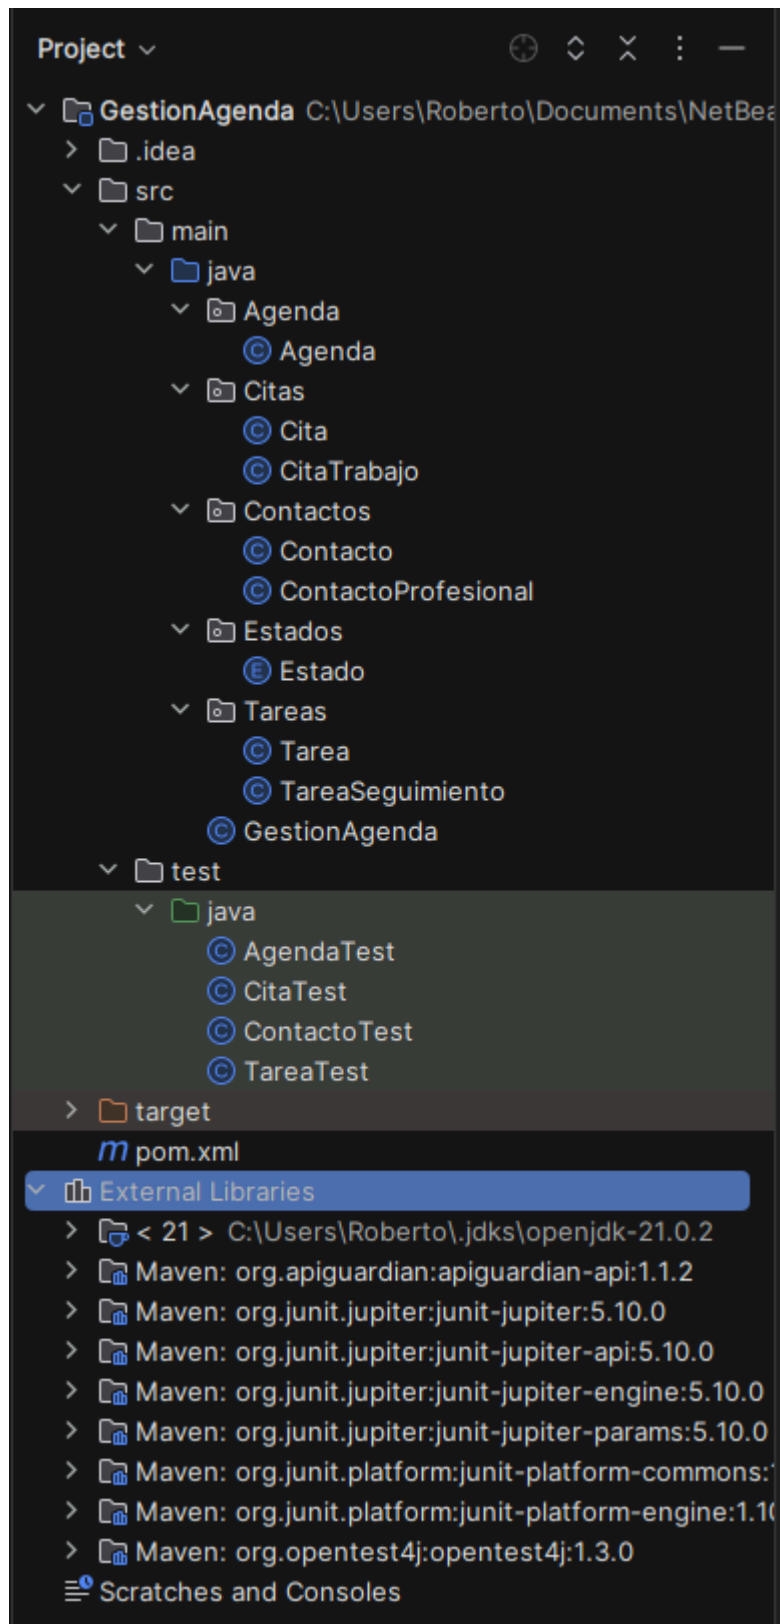 Project
GestionAgenda C:\Users\Roberto\Documents\NetBea
.idea
src
main
java
Agenda
Agenda
Citas
Cita
CitaTrabajo
Contactos
Contacto
ContactoProfesional
Estados
Estado
Tareas
Tarea
TareaSeguimiento
GestionAgenda
test
java
AgendaTest
CitaTest
ContactoTest
TareaTest
target
pom.xml
External Libraries
< 21 > C:\Users\Roberto\.jdks\openjdk-21.0.2
Maven: org.apiguardian:apiguardian-api:1.1.2
Maven: org.junit.jupiter:junit-jupiter:5.10.0
Maven: org.junit.jupiter:junit-jupiter-api:5.10.0
Maven: org.junit.jupiter:junit-jupiter-engine:5.10.0
Maven: org.junit.jupiter:junit-jupiter-params:5.10.0
Maven: org.junit.platform:junit-platform-commons:
Maven: org.junit.platform:junit-platform-engine:1.10
Maven: org.opentest4j:opentest4j:1.3.0
Scratches and Consoles